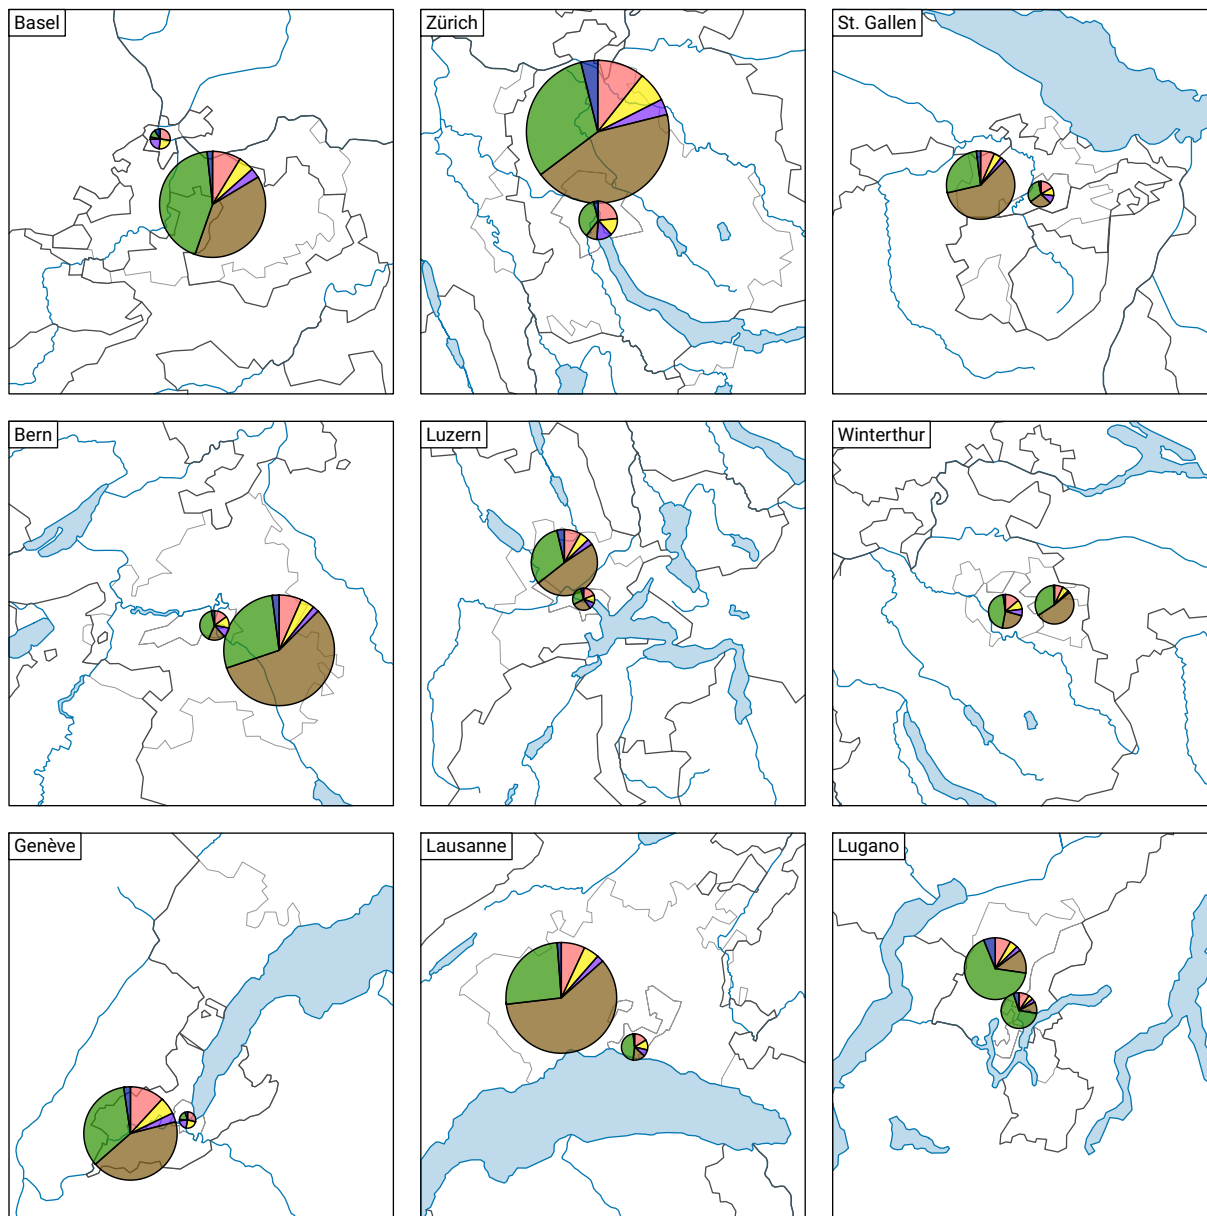 Basel
Zürich
St. Gallen
Bern
Luzern
Winterthur
Genève
Lausanne
Lugano